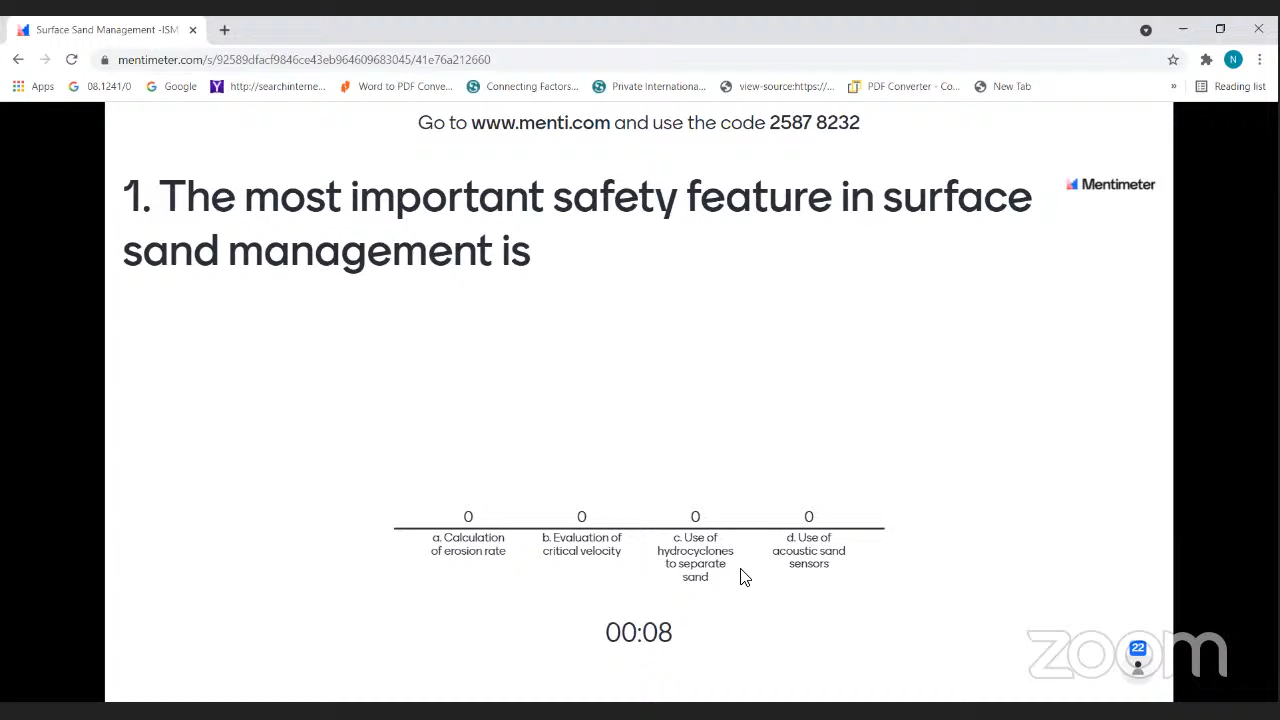 Surface Sand Management -ISM
mentimeter.com/s/92589dfacf9846ce43eb964609683045/41e76a212660
N
Apps
08.1241/0
Google
http://searchinterne...
Word to PDF Conve...
Connecting Factors...
Private Internationa...
view-source:https://...
PDF Converter - Co...
New Tab
»
Reading list
Go to www.menti.com and use the code 2587 8232
1. The most important safety feature in surface
sand management is
Mentimeter
0 0 0 0
a. Calculation
of erosion rate
b. Evaluation of
critical velocity
c. Use of
hydrocyclones
to separate
sand
d. Use of
acoustic sand
sensors
00:08
22
zoom